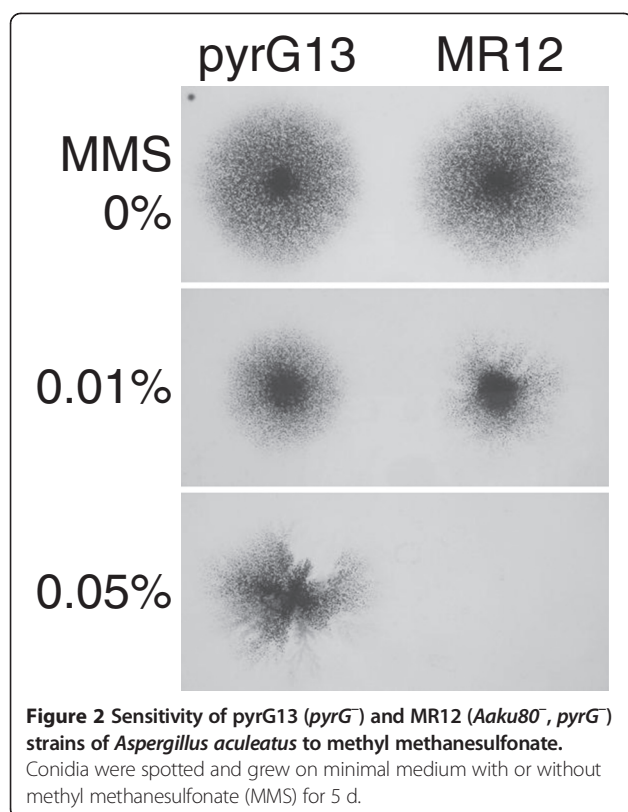 pyrG13 MR12
MMS
0%
0.01%
0.05%
Figure 2 Sensitivity of pyrG13 (pyrG⁻) and MR12 (Aaku80⁻, pyrG⁻)
strains of Aspergillus aculeatus to methyl methanesulfonate.
Conidia were spotted and grew on minimal medium with or without
methyl methanesulfonate (MMS) for 5 d.